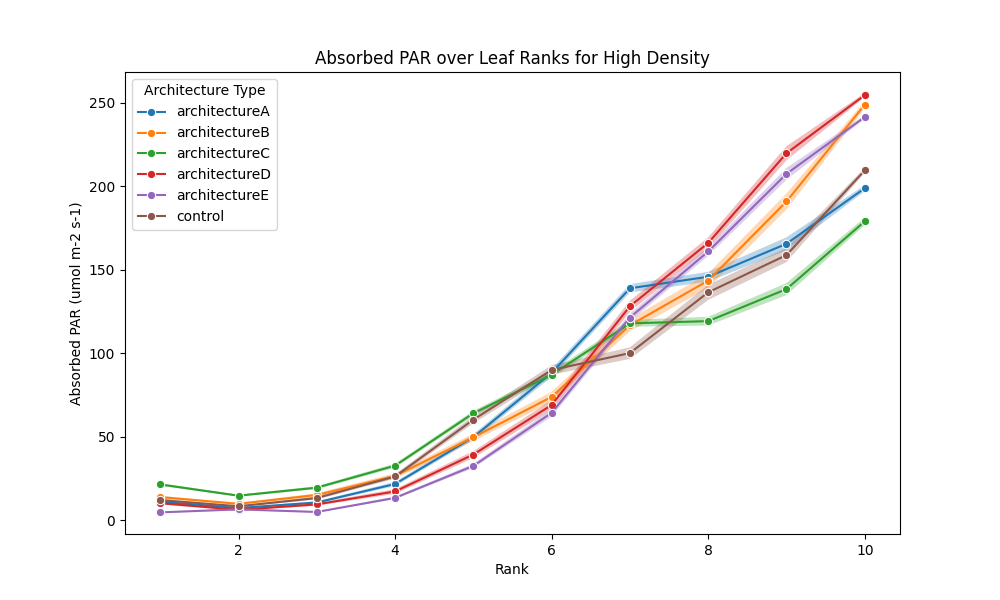 Absorbed PAR over Leaf Ranks for High Density
Architecture Type
architectureA
architectureB
architectureC
architectureD
architectureE
control
Absorbed PAR (umol m-2 s-1)
250
200
150
100
50
0
2 4 6 8 10
Rank